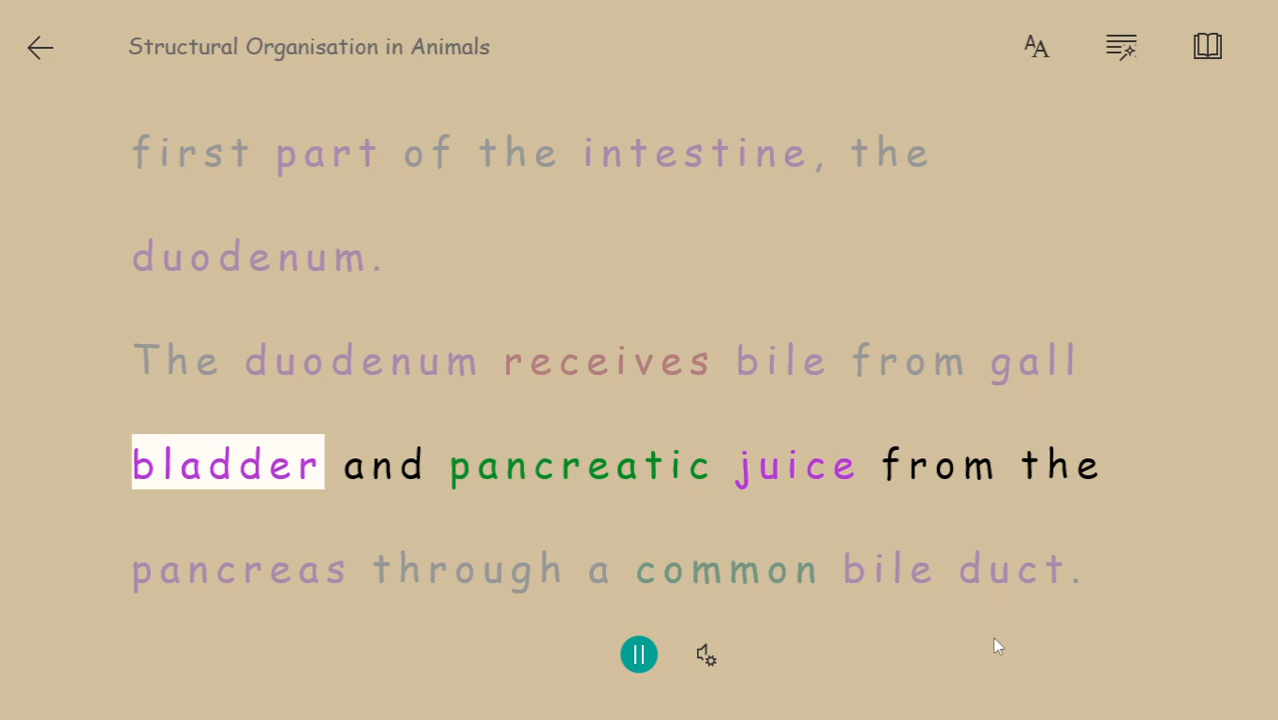 Structural Organisation in Animals
first part of the intestine, the
duodenum.
The duodenum receives bile from gall
bladder and pancreatic juice from the
pancreas through a common bile duct.